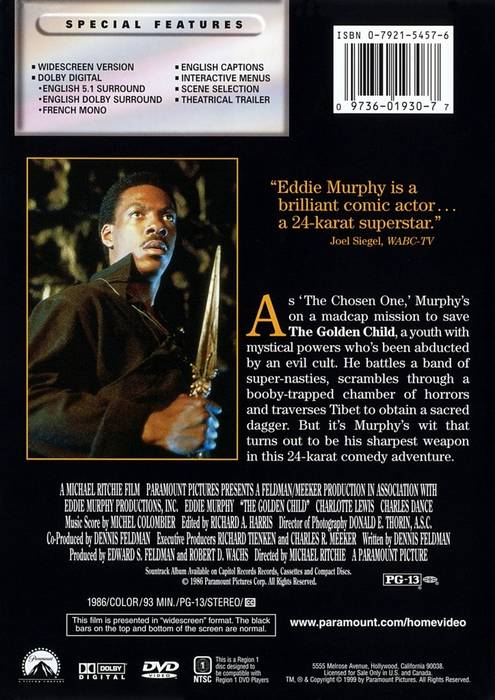 SPECIAL FEATURES
▪ WIDESCREEN VERSION
▪ DOLBY DIGITAL
•ENGLISH 5.1 SURROUND
•ENGLISH DOLBY SURROUND
•FRENCH MONO
▪ ENGLISH CAPTIONS
▪ INTERACTIVE MENUS
▪ SCENE SELECTION
▪ THEATRICAL TRAILER
ISBN 0-7921-5457-6
0 9736-01930-7 7
“Eddie Murphy is a
brilliant comic actor...
a 24-karat superstar.”
Joel Siegel, WABC-TV
As ‘The Chosen One,’ Murphy’s
on a madcap mission to save
The Golden Child, a youth with
mystical powers who’s been abducted
by an evil cult. He battles a band of
super-nasties, scrambles through a
booby-trapped chamber of horrors
and traverses Tibet to obtain a sacred
dagger. But it’s Murphy’s wit that
turns out to be his sharpest weapon
in this 24-karat comedy adventure.
A MICHAEL RITCHIE FILM PARAMOUNT PICTURES PRESENTS A FELDMAN/MEEKER PRODUCTION IN ASSOCIATION WITH
EDDIE MURPHY PRODUCTIONS, INC. EDDIE MURPHY "THE GOLDEN CHILD" CHARLOTTE LEWIS CHARLES DANCE
Music Score by MICHEL COLOMBIER Edited by RICHARD A. HARRIS Director of Photography DONALD E. THORIN, A.S.C.
Co-Produced by DENNIS FELDMAN Executive Producers RICHARD TIENKEN and CHARLES R. MEEKER Written by DENNIS FELDMAN
Produced by EDWARD S. FELDMAN and ROBERT D. WACHS Directed by MICHAEL RITCHIE A PARAMOUNT PICTURE
Soundtrack Album Available on Capitol Records Records, Cassettes and Compact Discs.
© 1986 Paramount Pictures Corp. All Rights Reserved.
PG-13
1986/COLOR/93 MIN./PG-13/STEREO/CC
This film is presented in "widescreen" format. The black
bars on the top and bottom of the screen are normal.
www.paramount.com/homevideo
Paramount
DOLBY
DIGITAL
DVD
VIDEO
1
NTSC
This is a Region 1
disc designed to
be compatible with
Region 1 DVD Players
5555 Melrose Avenue, Hollywood, California 90038.
Licensed for Sale Only in U.S. and Canada.
TM, ® & Copyright © 1999 by Paramount Pictures. All Rights Reserved.